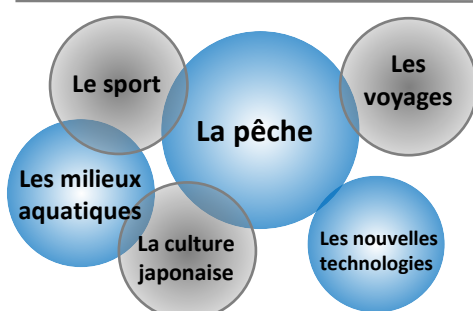 Le sport
La pêche
Les
voyages
Les milieux
aquatiques
La culture
japonaise
Les nouvelles
technologies